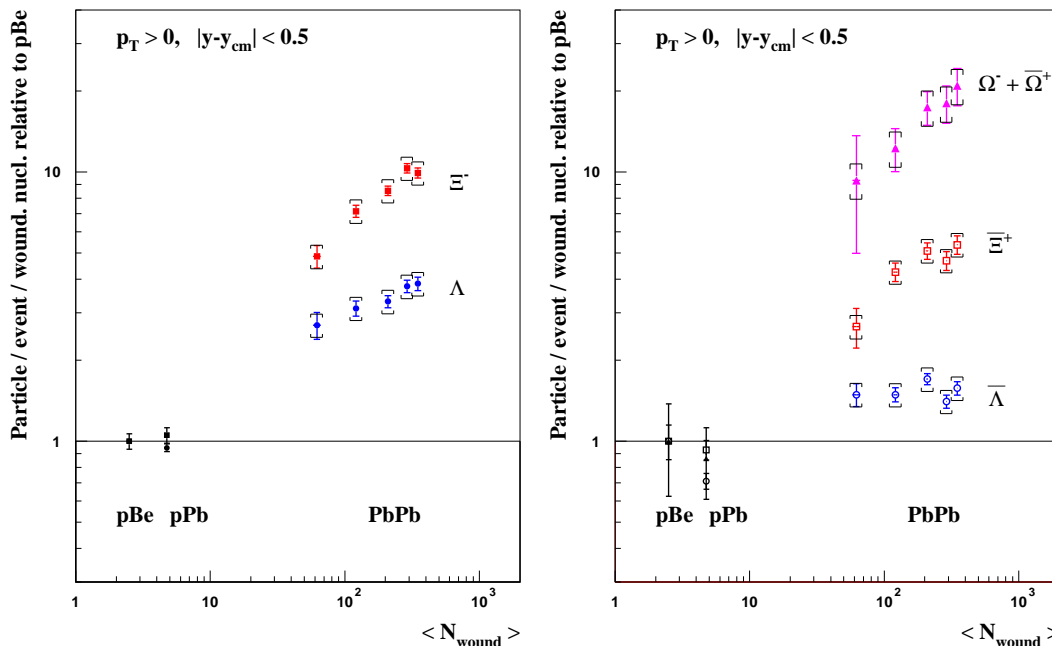 Particle / event / wound. nucl. relative to pBe
p_T > 0, |y-y_cm| < 0.5
10
1
Ξ⁻
Λ
pBe pPb PbPb
1 10 10² 10³
< N_wound >
Particle / event / wound. nucl. relative to pBe
p_T > 0, |y-y_cm| < 0.5
10
1
Ω⁻ + Ω̅⁺
Ξ̅⁺
Λ̅
pBe pPb PbPb
1 10 10² 10³
< N_wound >